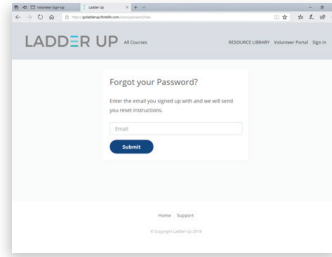 Volunteer Sign-up
Ladder Up
LADDER UP
All Courses
RESOURCE LIBRARY Volunteer Portal Sign In
Forgot your Password?
Enter the email you signed up with and we will send
you reset instructions.
Email
Submit
Home Support
© Copyright Ladder Up 2018